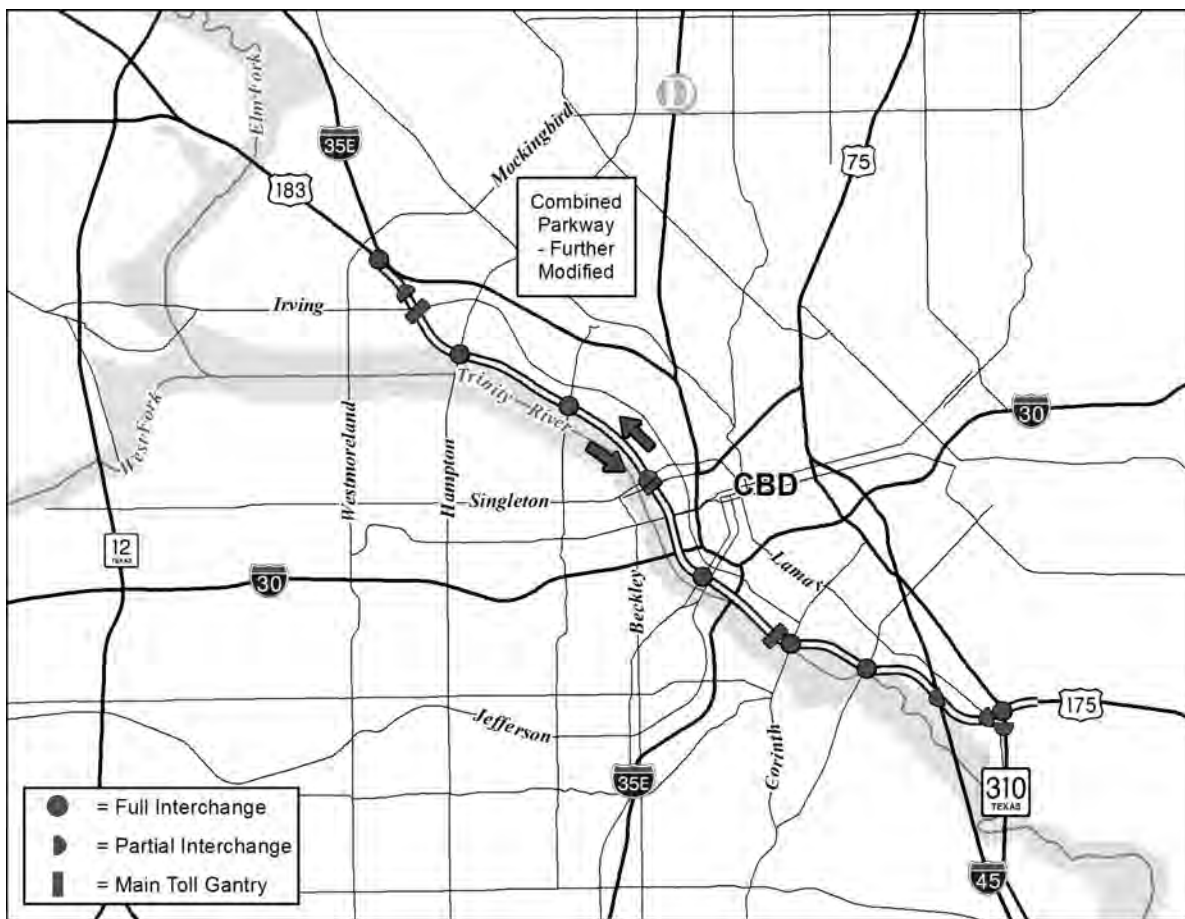 Elm Fork
35E
Mockingbird
75
183
Combined
Parkway
- Further
Modified
Irving
Trinity River
West Fork
30
Westmoreland
Hampton
CBD
Singleton
12
TEXAS
30
Lamar
Beckley
175
Jefferson
Corinth
35E
310
TEXAS
45
= Full Interchange
= Partial Interchange
= Main Toll Gantry